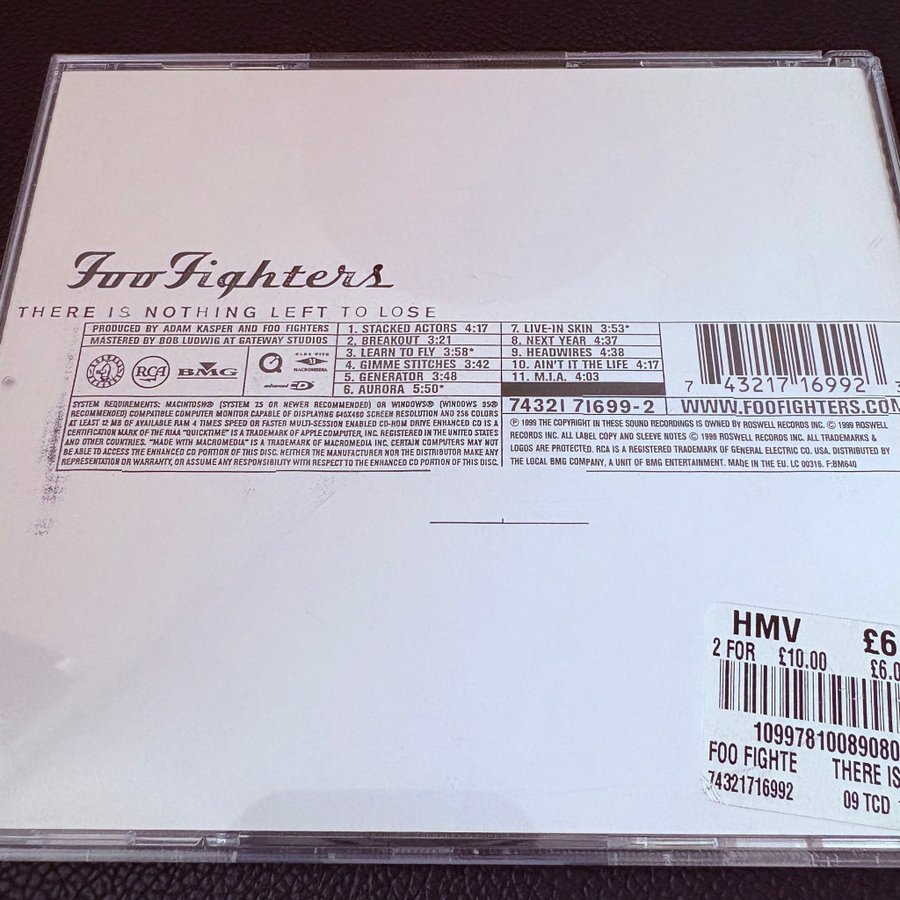 Foo Fighters
THERE IS NOTHING LEFT TO LOSE
PRODUCED BY ADAM KASPER AND FOO FIGHTERS
MASTERED BY BOB LUDWIG AT GATEWAY STUDIOS
RCA
BMG
MADE WITH
MACROMEDIA
enhanced CD
1. STACKED ACTORS 4:17
2. BREAKOUT 3:21
3. LEARN TO FLY 3:58*
4. GIMME STITCHES 3:42
5. GENERATOR 3:48
6. AURORA 5:50*
7. LIVE-IN SKIN 3:53*
8. NEXT YEAR 4:37
9. HEADWIRES 4:38
10. AIN'T IT THE LIFE 4:17
11. M.I.A. 4:03
7 43217 16992 3
74321 71699-2
WWW.FOOFIGHTERS.COM
SYSTEM REQUIREMENTS: MACINTOSH® (SYSTEM 7.5 OR NEWER RECOMMENDED) OR WINDOWS® (WINDOWS 95®
RECOMMENDED) COMPATIBLE COMPUTER MONITOR CAPABLE OF DISPLAYING 640X480 SCREEN RESOLUTION AND 256 COLORS
AT LEAST 12 MB OF AVAILABLE RAM 4 TIMES SPEED OR FASTER MULTI-SESSION ENABLED CD-ROM DRIVE ENHANCED CD IS A
CERTIFICATION MARK OF THE RIAA "QUICKTIME" IS A TRADEMARK OF APPLE COMPUTER, INC. REGISTERED IN THE UNITED STATES
AND OTHER COUNTRIES. "MADE WITH MACROMEDIA" IS A TRADEMARK OF MACROMEDIA INC. CERTAIN COMPUTERS MAY NOT
BE ABLE TO ACCESS THE ENHANCED CD PORTION OF THIS DISC. NEITHER THE MANUFACTURER NOR THE DISTRIBUTOR MAKE ANY
REPRESENTATION OR WARRANTY, OR ASSUME ANY RESPONSIBILITY WITH RESPECT TO THE ENHANCED CD PORTION OF THIS DISC.
℗ 1999 THE COPYRIGHT IN THESE SOUND RECORDINGS IS OWNED BY ROSWELL RECORDS INC. © 1999 ROSWELL
RECORDS INC. ALL LABEL COPY AND SLEEVE NOTES © 1999 ROSWELL RECORDS INC. ALL TRADEMARKS &
LOGOS ARE PROTECTED. RCA IS A REGISTERED TRADEMARK OF GENERAL ELECTRIC CO. USA. DISTRIBUTED BY
THE LOCAL BMG COMPANY, A UNIT OF BMG ENTERTAINMENT. MADE IN THE EU. LC 00316. F:BM640
HMV £6
2 FOR £10.00 £6.0
1099781008908​0
FOO FIGHTE THERE IS
74321716992 09 TCD